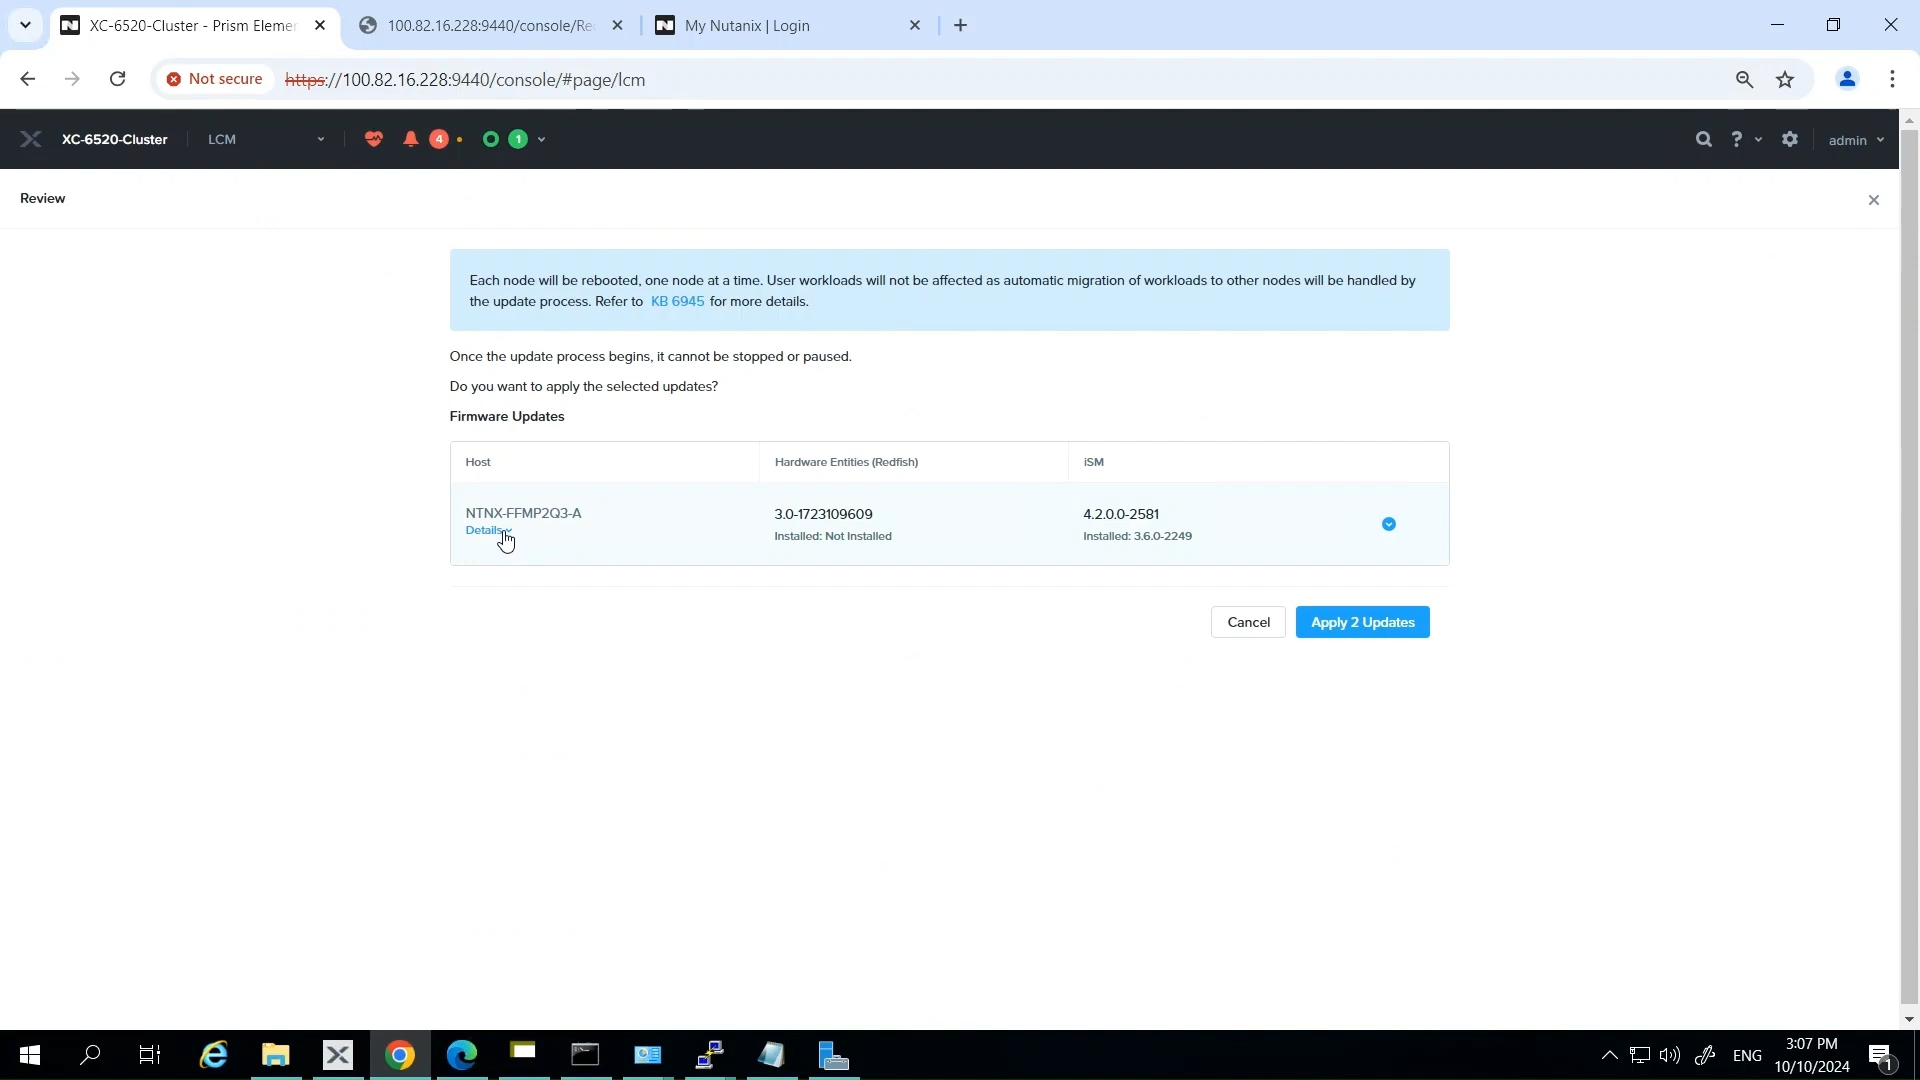 XC-6520-Cluster - Prism Elemen
100.82.16.228:9440/console/Re
My Nutanix | Login
Not secure
https://100.82.16.228:9440/console/#page/lcm
XC-6520-Cluster
LCM
4
1
?
admin
Review
Each node will be rebooted, one node at a time. User workloads will not be affected as automatic migration of workloads to other nodes will be handled by
the update process. Refer to KB 6945 for more details.
Once the update process begins, it cannot be stopped or paused.
Do you want to apply the selected updates?
Firmware Updates
Host
Hardware Entities (Redfish)
iSM
NTNX-FFMP2Q3-A
Details
3.0-1723109609
Installed: Not Installed
4.2.0.0-2581
Installed: 3.6.0-2249
Cancel
Apply 2 Updates
ENG
3:07 PM
10/10/2024
1